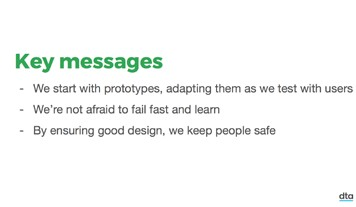 Key messages
- We start with prototypes, adapting them as we test with users
- We're not afraid to fail fast and learn
- By ensuring good design, we keep people safe
dta